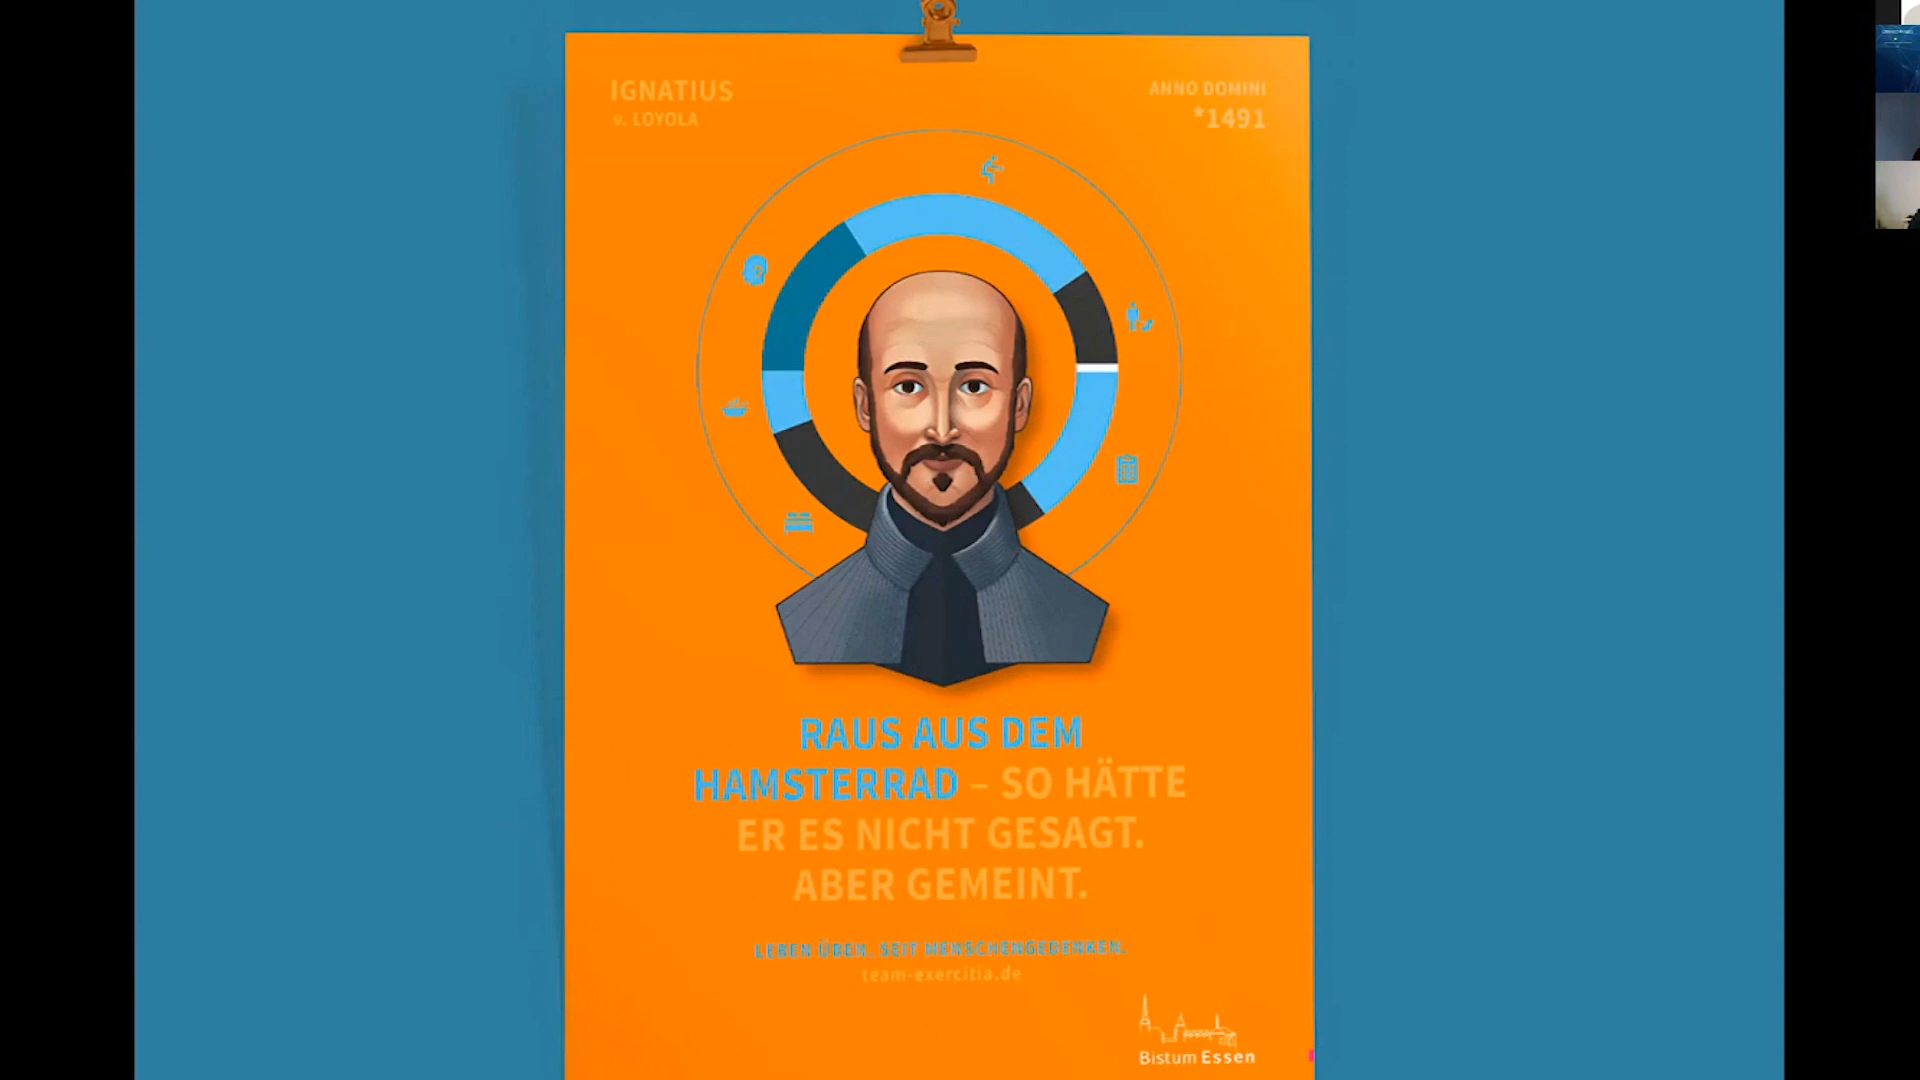 IGNATIUS
v. LOYOLA
ANNO DOMINI
*1491
RAUS AUS DEM
HAMSTERRAD – SO HÄTTE
ER ES NICHT GESAGT.
ABER GEMEINT.
LEBEN ÜBEN. SEIT MENSCHENGEDENKEN.
team-exercitia.de
Bistum Essen